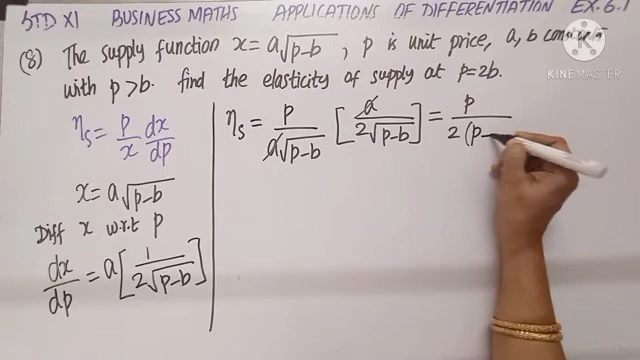 STD XI BUSINESS MATHS APPLICATIONS OF DIFFERENTIATION EX.6.1
(8) The supply function x = a√(p-b), p is unit price, a, b
with p > b. find the elasticity of supply at p = 2b.
ηs = p/x dx/dp
x = a√(p-b)
Diff x w.r.t p
dx/dp = a[1/(2√(p-b))]
ηs = p/(a√(p-b)) [a/(2√(p-b))] = p/(2(p-
KINEMASTER